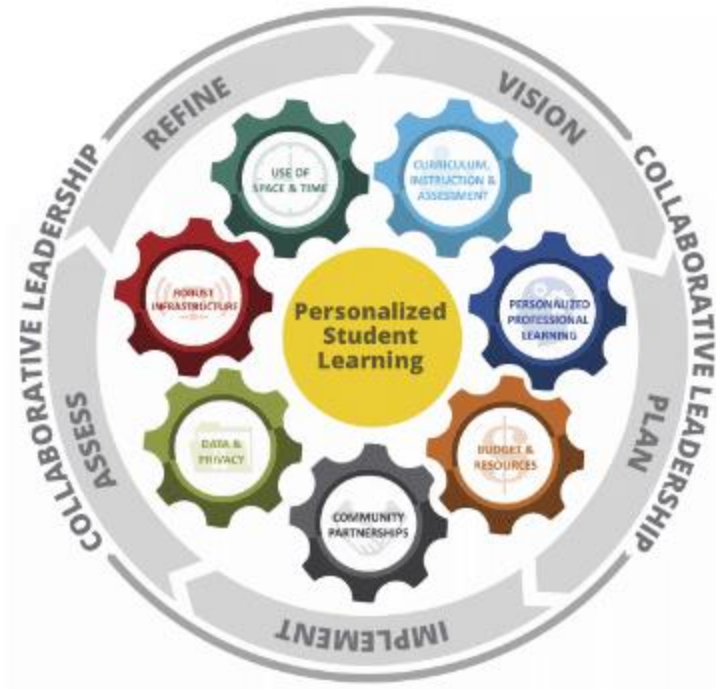 COLLABORATIVE LEADERSHIP
COLLABORATIVE LEADERSHIP
VISION
PLAN
IMPLEMENT
ASSESS
REFINE
Personalized
Student
Learning
CURRICULUM,
INSTRUCTION &
ASSESSMENT
PERSONALIZED
PROFESSIONAL
LEARNING
BUDGET &
RESOURCES
COMMUNITY
PARTNERSHIPS
DATA &
PRIVACY
ROBUST
INFRASTRUCTURE
USE OF
SPACE & TIME